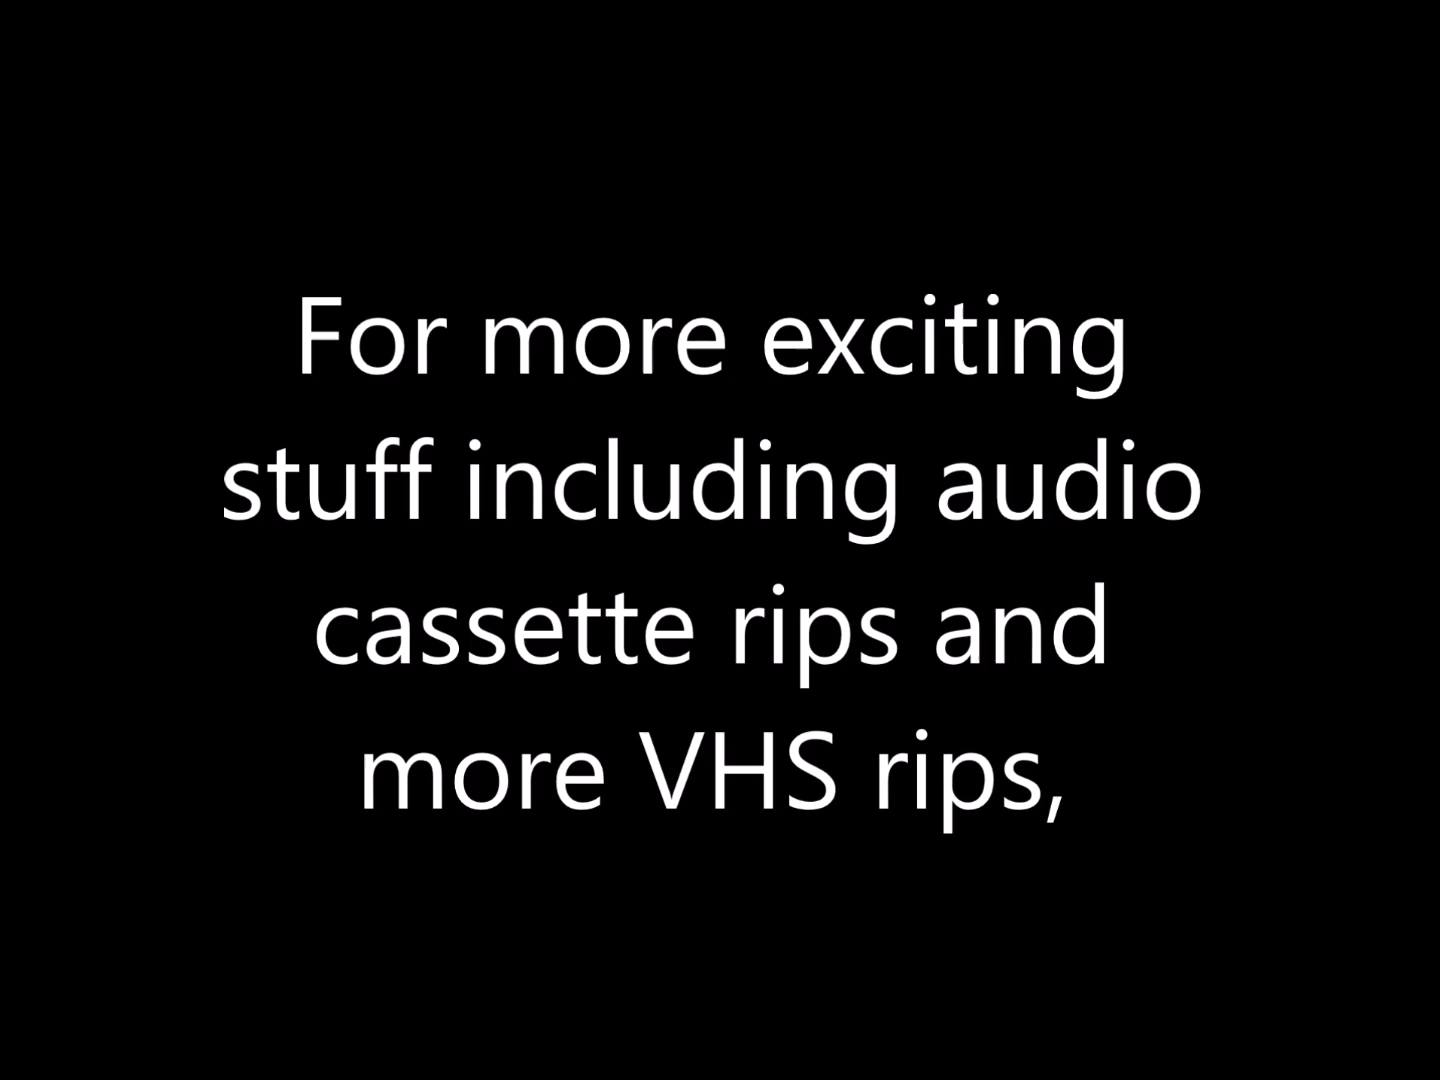 For more exciting
stuff including audio
cassette rips and
more VHS rips,